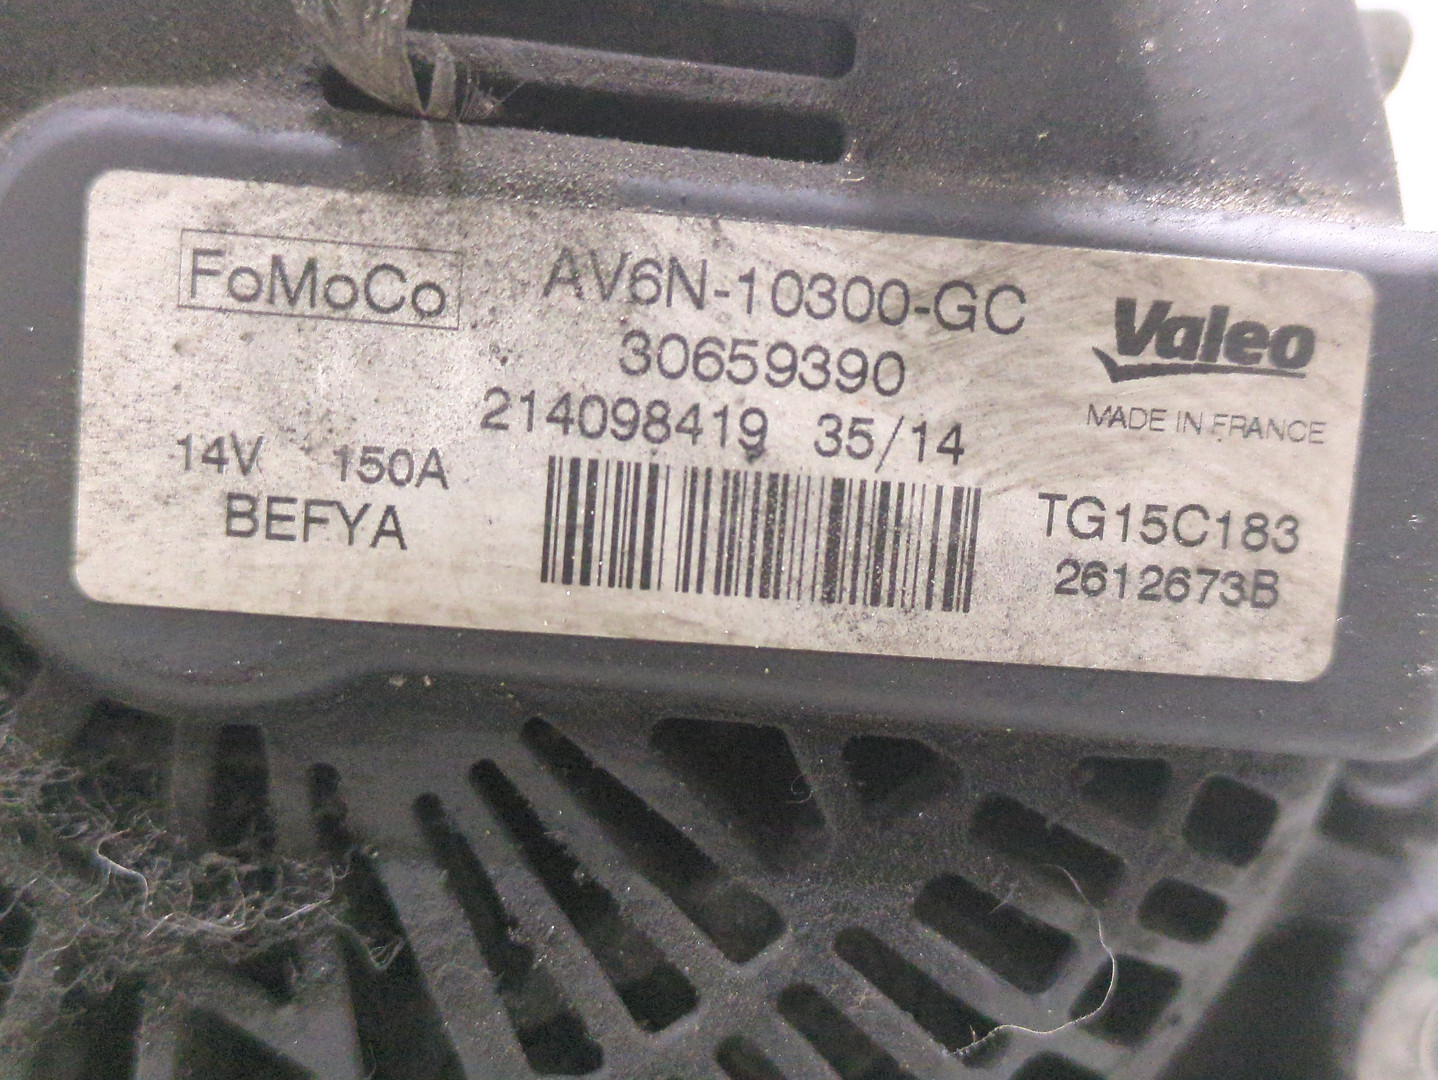 FoMoCo
AV6N-10300-GC
30659390
214098419 35/14
14V 150A
BEFYA
Valeo
MADE IN FRANCE
TG15C183
2612673B